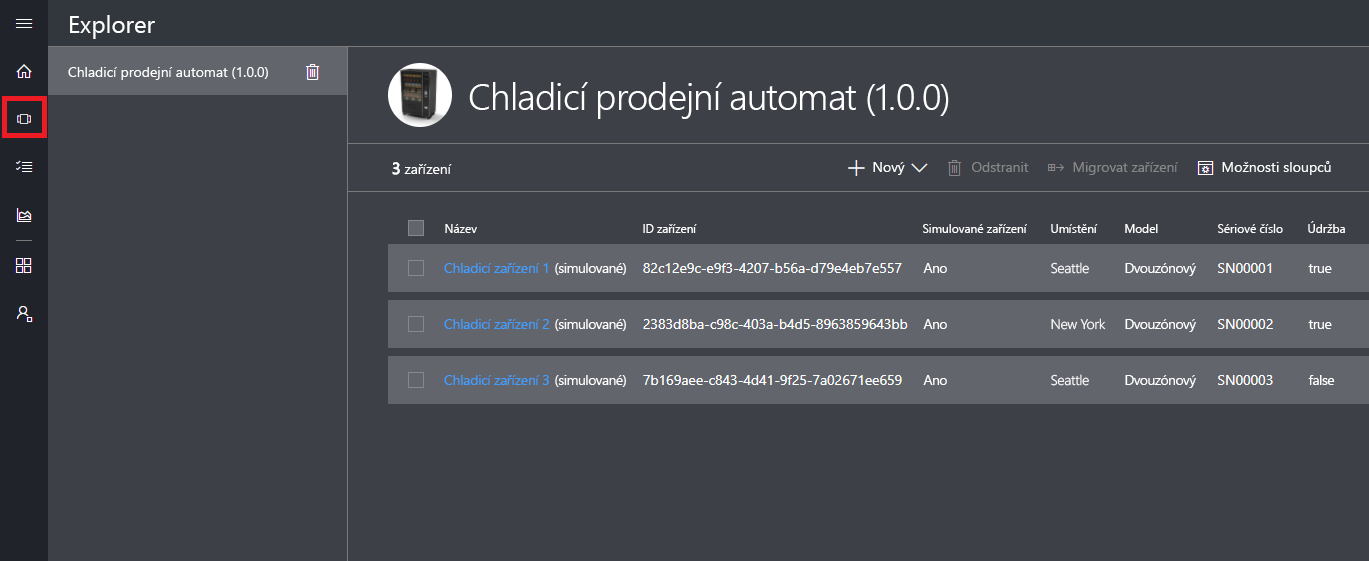 Explorer
Chladicí prodejní automat (1.0.0)
Chladicí prodejní automat (1.0.0)
3 zařízení
Nový
Odstranit
Migrovat zařízení
Možnosti sloupců
Název ID zařízení Simulované zařízení Umístění Model Sériové číslo Údržba
Chladicí zařízení 1 (simulované) 82c12e9c-e9f3-4207-b56a-d79e4eb7e557 Ano Seattle Dvouzónový SN00001 true
Chladicí zařízení 2 (simulované) 2383d8ba-c98c-403a-b4d5-8963859643bb Ano New York Dvouzónový SN00002 true
Chladicí zařízení 3 (simulované) 7b169aee-c843-4d41-9f25-7a02671ee659 Ano Seattle Dvouzónový SN00003 false